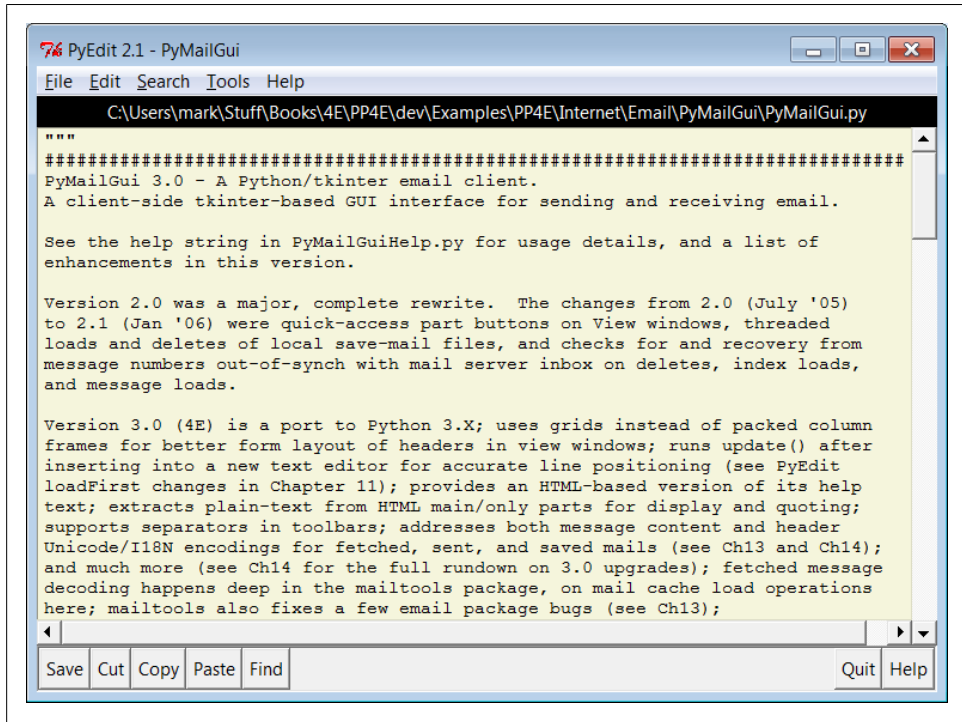 PyEdit 2.1 - PyMailGui
File Edit Search Tools Help
C:\Users\mark\Stuff\Books\4E\PP4E\dev\Examples\PP4E\Internet\Email\PyMailGui\PyMailGui.py
"""
################################################################################
PyMailGui 3.0 - A Python/tkinter email client.
A client-side tkinter-based GUI interface for sending and receiving email.
See the help string in PyMailGuiHelp.py for usage details, and a list of
enhancements in this version.
Version 2.0 was a major, complete rewrite.  The changes from 2.0 (July '05)
to 2.1 (Jan '06) were quick-access part buttons on View windows, threaded
loads and deletes of local save-mail files, and checks for and recovery from
message numbers out-of-synch with mail server inbox on deletes, index loads,
and message loads.
Version 3.0 (4E) is a port to Python 3.X; uses grids instead of packed column
frames for better form layout of headers in view windows; runs update() after
inserting into a new text editor for accurate line positioning (see PyEdit
loadFirst changes in Chapter 11); provides an HTML-based version of its help
text; extracts plain-text from HTML main/only parts for display and quoting;
supports separators in toolbars; addresses both message content and header
Unicode/I18N encodings for fetched, sent, and saved mails (see Ch13 and Ch14);
and much more (see Ch14 for the full rundown on 3.0 upgrades); fetched message
decoding happens deep in the mailtools package, on mail cache load operations
here; mailtools also fixes a few email package bugs (see Ch13);
Save Cut Copy Paste Find Quit Help